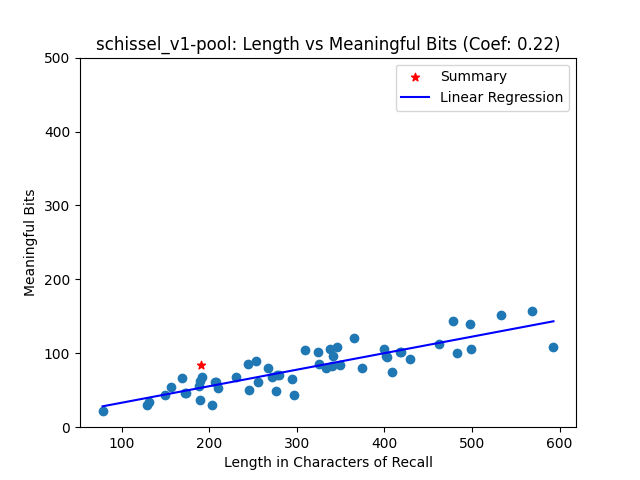 schissel_v1-pool: Length vs Meaningful Bits (Coef: 0.22)
Summary
Linear Regression
500
400
300
200
100
0
Meaningful Bits
100 200 300 400 500 600
Length in Characters of Recall